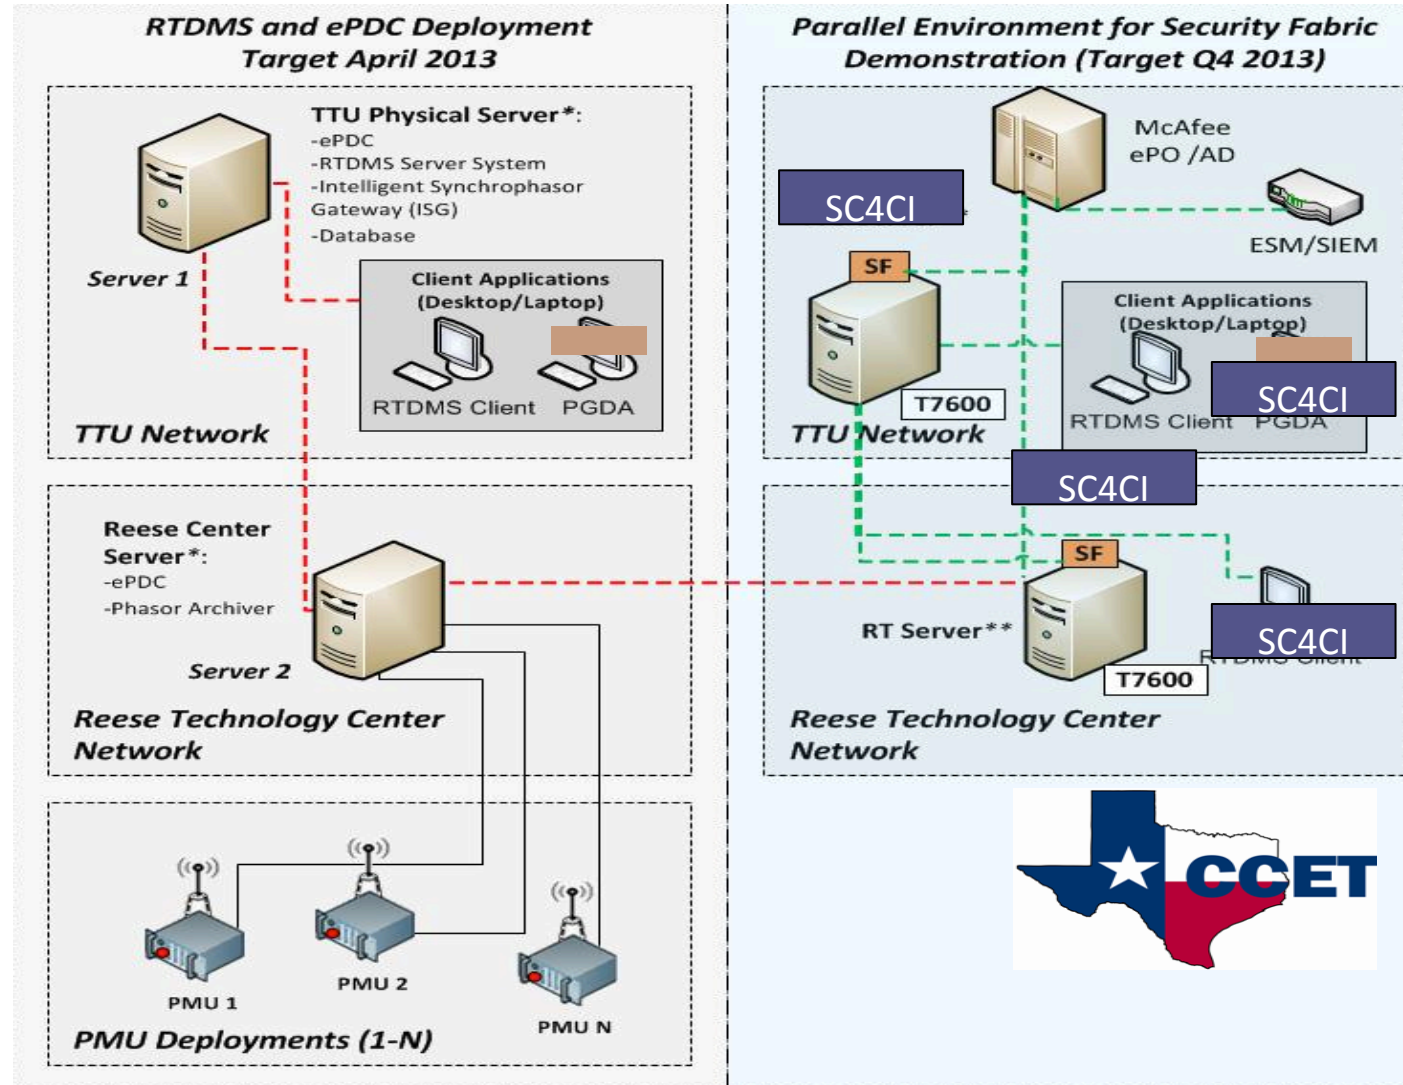 RTDMS and ePDC Deployment
Target April 2013
TTU Physical Server*:
-ePDC
-RTDMS Server System
-Intelligent Synchrophasor
Gateway (ISG)
-Database
Server 1
Client Applications
(Desktop/Laptop)
RTDMS Client
PGDA
TTU Network
Reese Center
Server*:
-ePDC
-Phasor Archiver
Server 2
Reese Technology Center
Network
PMU 1
PMU 2
PMU N
PMU Deployments (1-N)
Parallel Environment for Security Fabric
Demonstration (Target Q4 2013)
McAfee
ePO /AD
SC4CI
ESM/SIEM
SF
Client Applications
(Desktop/Laptop)
T7600
SC4CI
RTDMS Client
PGDA
TTU Network
SC4CI
SF
RT Server**
SC4CI
RTDMS Client
T7600
Reese Technology Center
Network
CCET